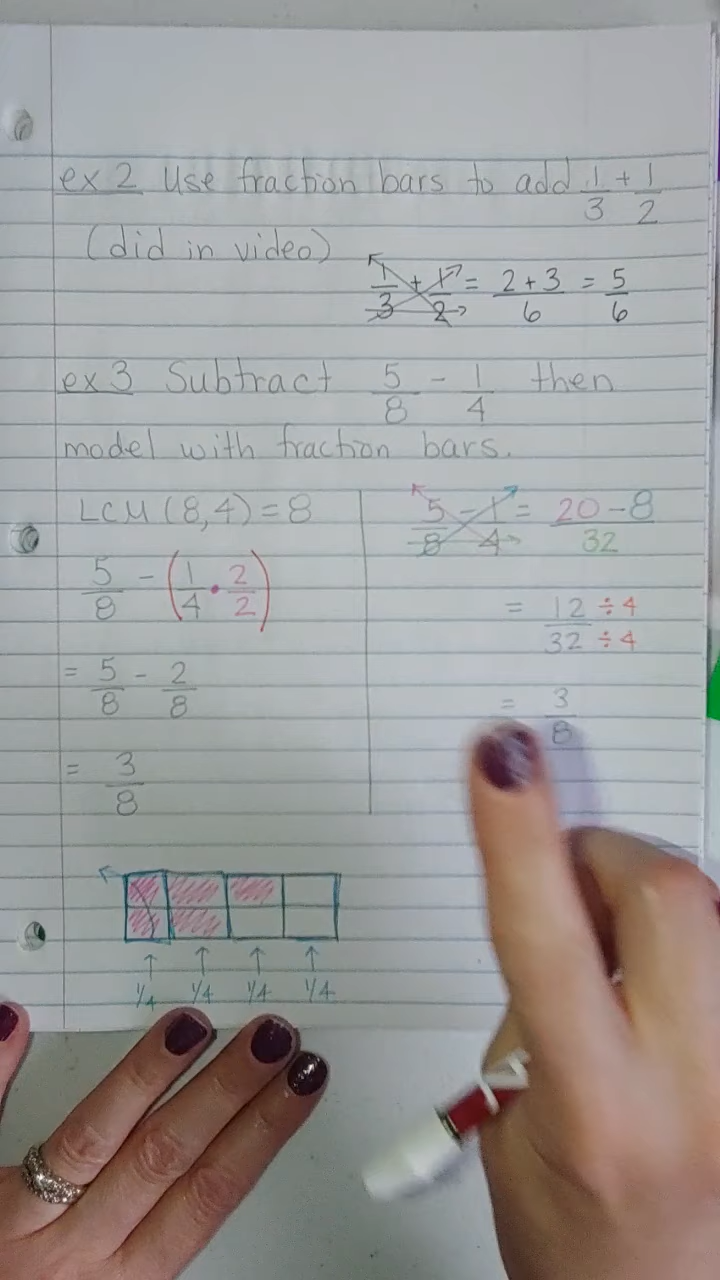 ex 2 Use fraction bars to add 1/3 + 1/2
(did in video)
1/3 + 1/2 = 2+3/6 = 5/6
ex 3 Subtract 5/8 - 1/4 then
model with fraction bars.
LCM (8,4) = 8
5/8 - (1/4 • 2/2)
= 5/8 - 2/8
= 3/8
5/8 - 1/4 = 20-8/32
= 12÷4/32÷4
= 3/8
1/4 1/4 1/4 1/4